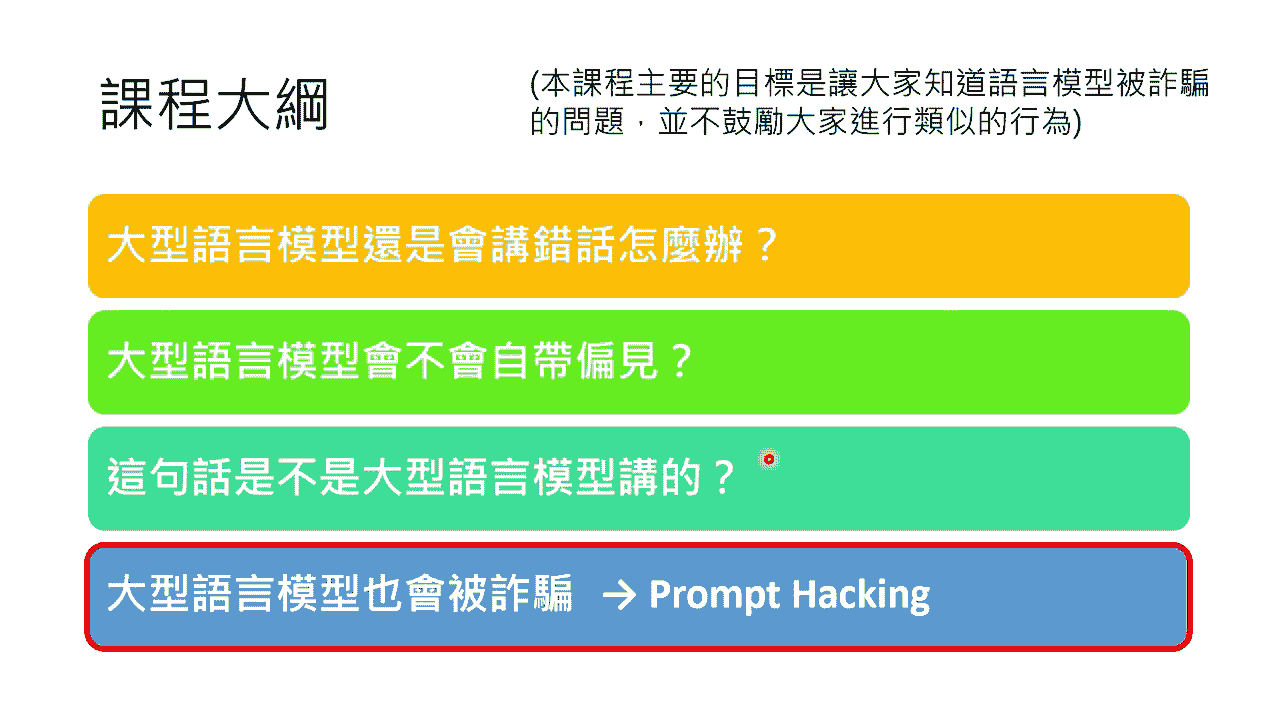 課程大綱
(本課程主要的目標是讓大家知道語言模型被詐騙
的問題，並不鼓勵大家進行類似的行為)
大型語言模型還是會講錯話怎麼辦？
大型語言模型會不會自帶偏見？
這句話是不是大型語言模型講的？
大型語言模型也會被詐騙 → Prompt Hacking